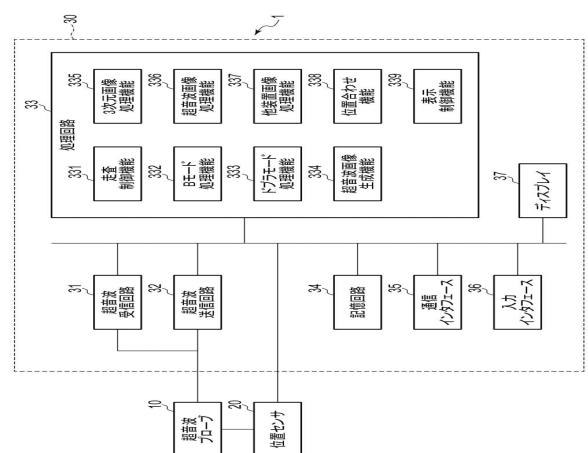 1
30
33
処理回路
331
走査
制御機能
332
Bモード
処理機能
333
ドプラモード
処理機能
334
超音波画像
生成機能
335
3次元画像
処理機能
336
超音波画像
処理機能
337
他装置画像
処理機能
338
位置合わせ
機能
339
表示
制御機能
31
超音波
受信回路
32
超音波
送信回路
34
記憶回路
35
通信
インタフェース
36
入力
インタフェース
37
ディスプレイ
10
超音波
プローブ
20
位置センサ